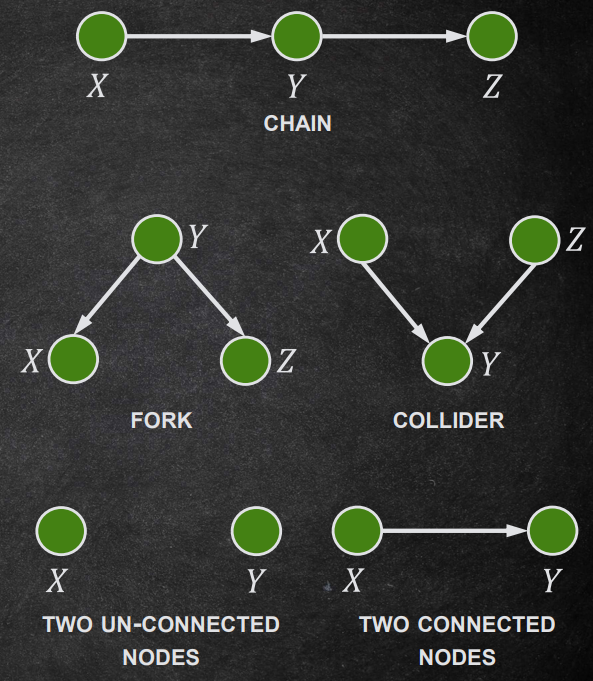 X Y Z
CHAIN
Y
X Z
FORK
X Z
Y
COLLIDER
X Y
TWO UN-CONNECTED
NODES
X Y
TWO CONNECTED
NODES